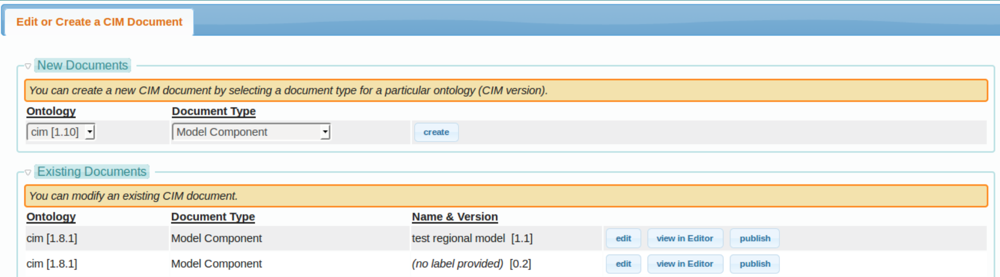 Edit or Create a CIM Document
New Documents
You can create a new CIM document by selecting a document type for a particular ontology (CIM version).
Ontology Document Type
cim [1.10] Model Component create
Existing Documents
You can modify an existing CIM document.
Ontology Document Type Name & Version
cim [1.8.1] Model Component test regional model [1.1] edit view in Editor publish
cim [1.8.1] Model Component (no label provided) [0.2] edit view in Editor publish